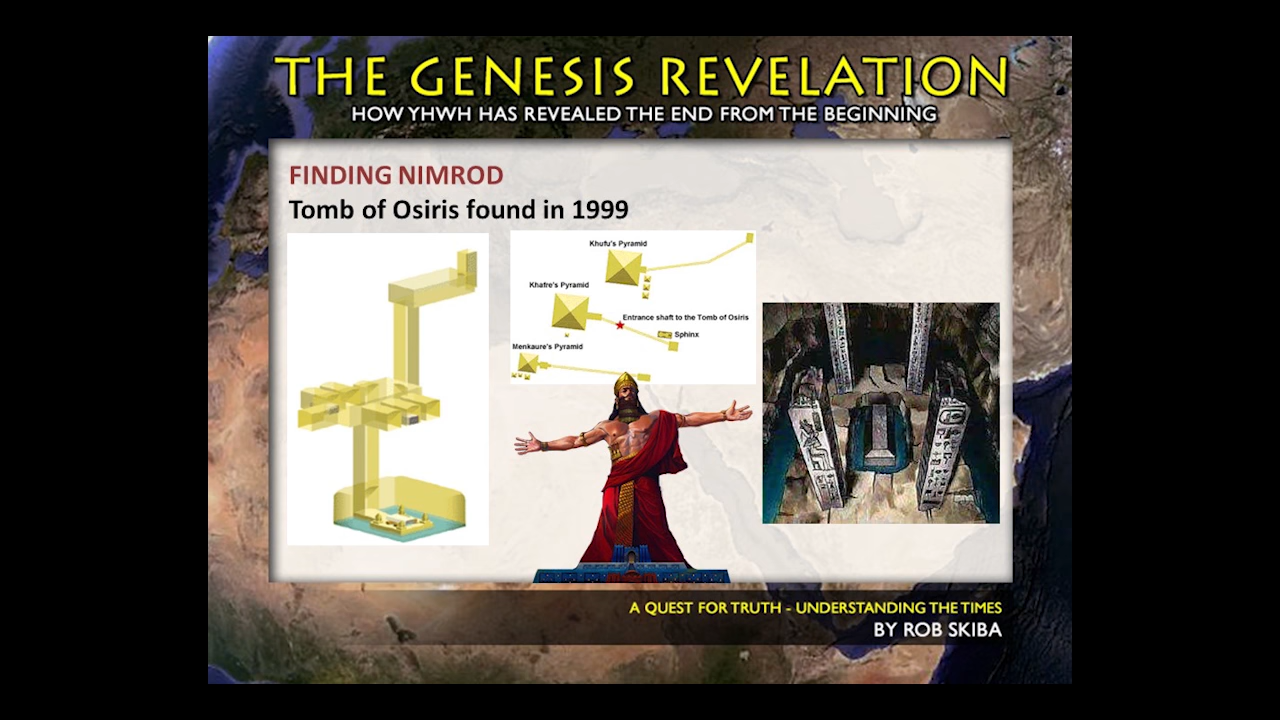 THE GENESIS REVELATION
HOW YHWH HAS REVEALED THE END FROM THE BEGINNING
FINDING NIMROD
Tomb of Osiris found in 1999
Khufu's Pyramid
Khafre's Pyramid
Entrance shaft to the Tomb of Osiris
Sphinx
Menkaure's Pyramid
A QUEST FOR TRUTH - UNDERSTANDING THE TIMES
BY ROB SKIBA